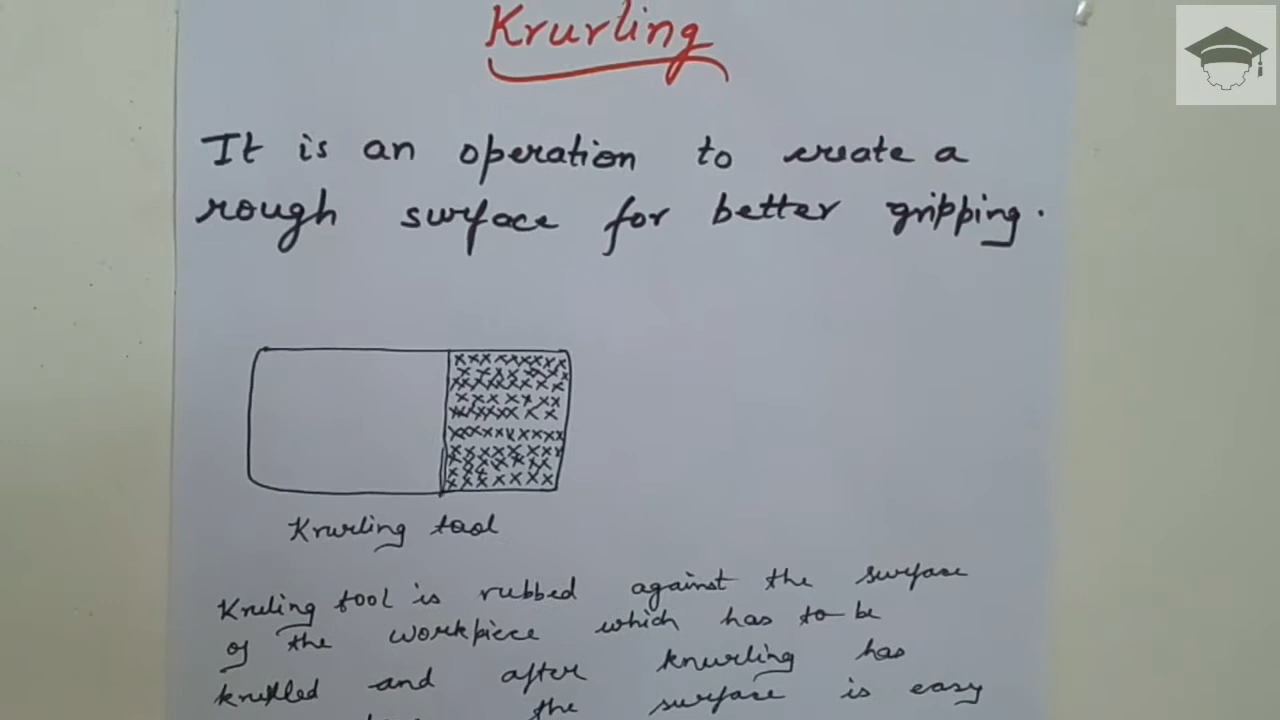 Krurling
It is an operation to create a
rough surface for better gripping.
Krurling tool
Kruling tool is rubbed against the surface
of the workpiece which has to be
knurled and after knurling has
the surface is easy